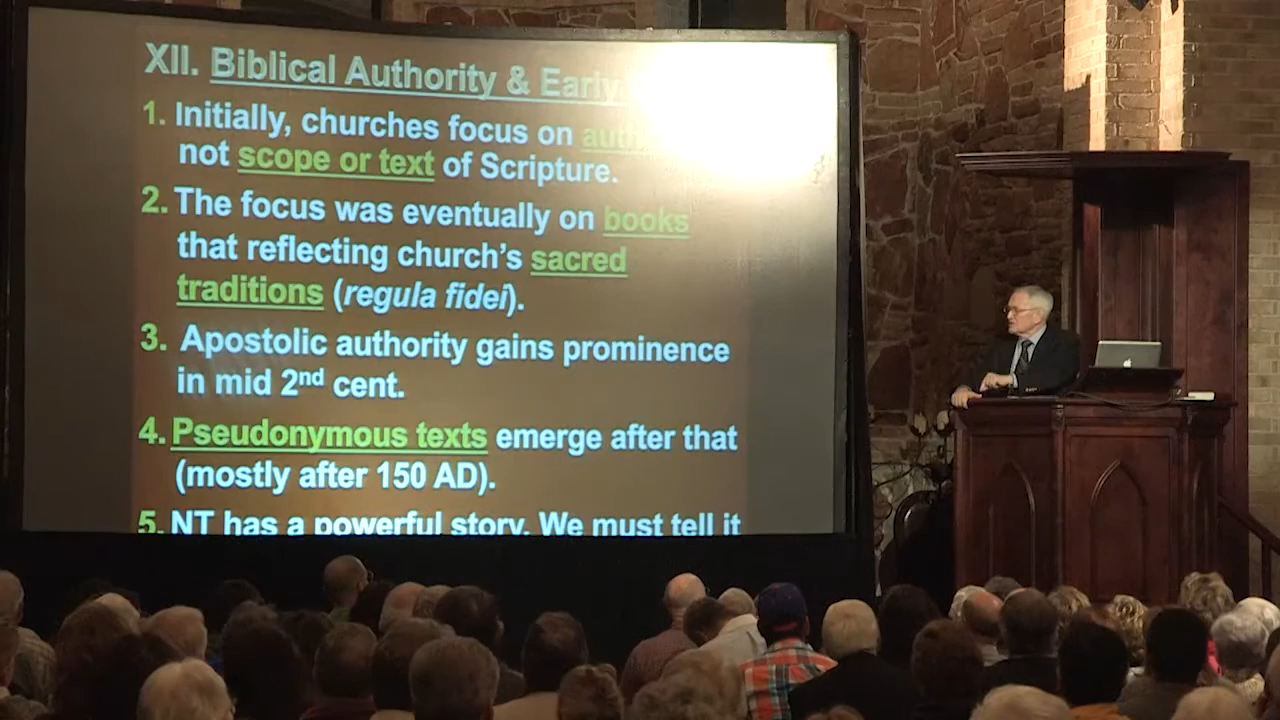 XII. Biblical Authority & Early
1. Initially, churches focus on
not scope or text of Scripture.
2. The focus was eventually on books
that reflecting church's sacred
traditions (regula fidei).
3. Apostolic authority gains prominence
in mid 2nd cent.
4. Pseudonymous texts emerge after that
(mostly after 150 AD).
5. NT has a powerful story. We must tell it